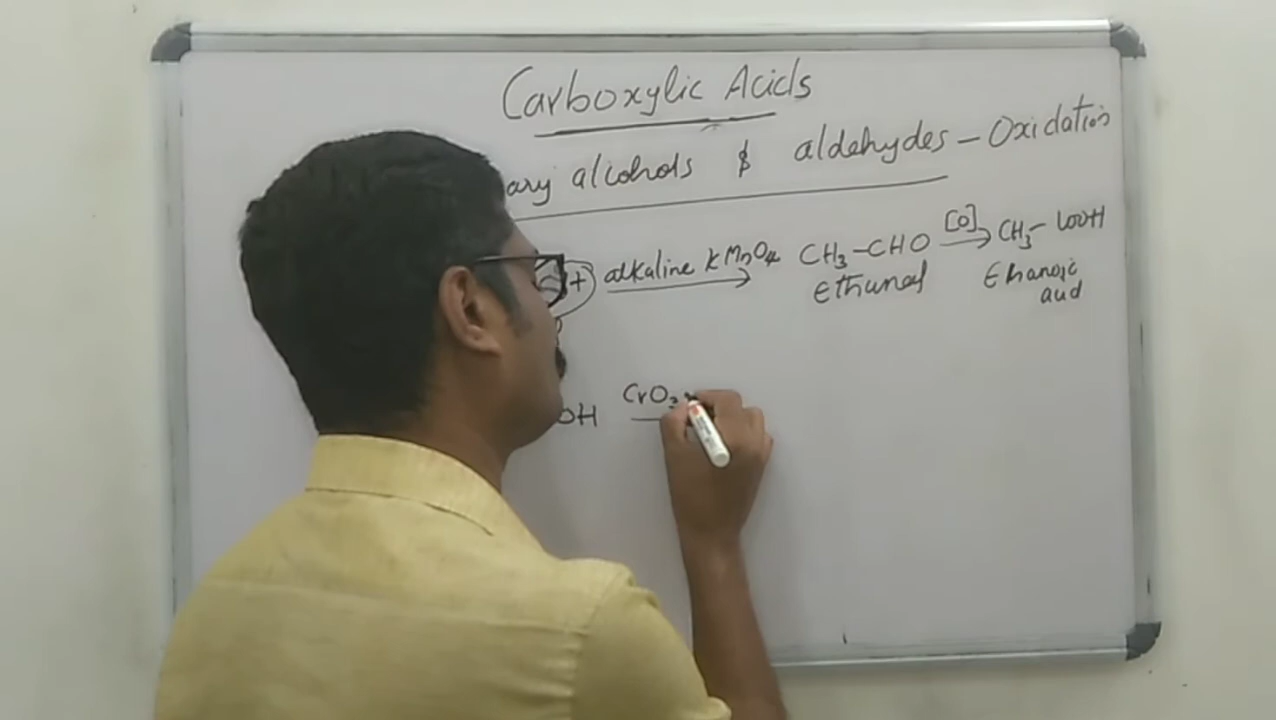 Carboxylic Acids
ary alcohols & aldehydes - Oxidation
+ alkaline KMnO4 CH3-CHO [O] CH3-COOH
Ethanal Ethanoic
acid
OH CrO3